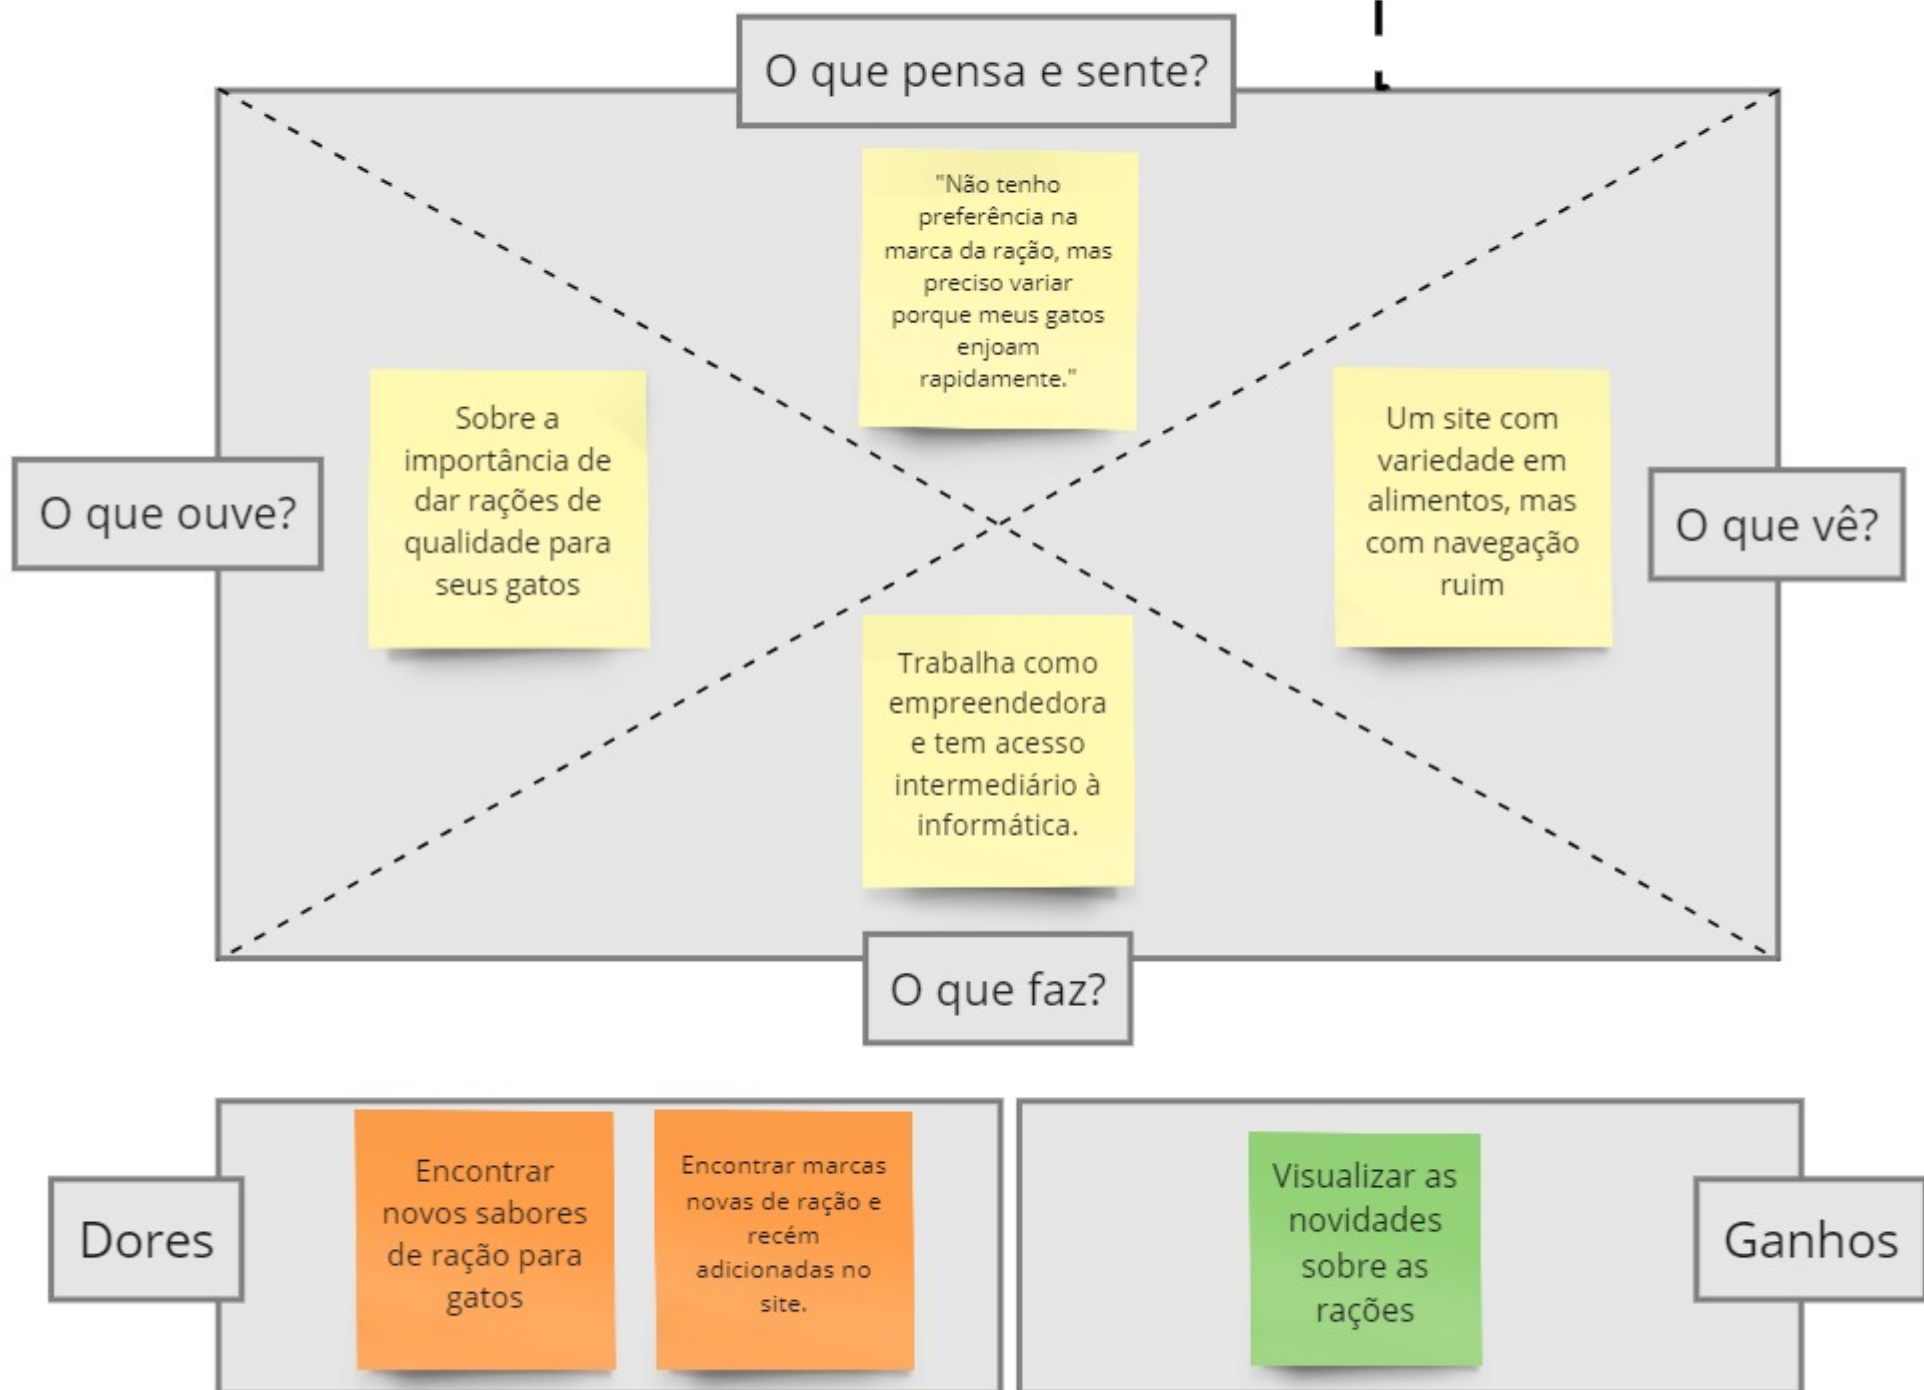 O que pensa e sente?
"Não tenho
preferência na
marca da ração, mas
preciso variar
porque meus gatos
enjoam
rapidamente."
O que ouve?
Sobre a
importância de
dar rações de
qualidade para
seus gatos
Um site com
variedade em
alimentos, mas
com navegação
ruim
O que vê?
Trabalha como
empreendedora
e tem acesso
intermediário à
informática.
O que faz?
Dores
Encontrar
novos sabores
de ração para
gatos
Encontrar marcas
novas de ração e
recém
adicionadas no
site.
Visualizar as
novidades
sobre as
rações
Ganhos